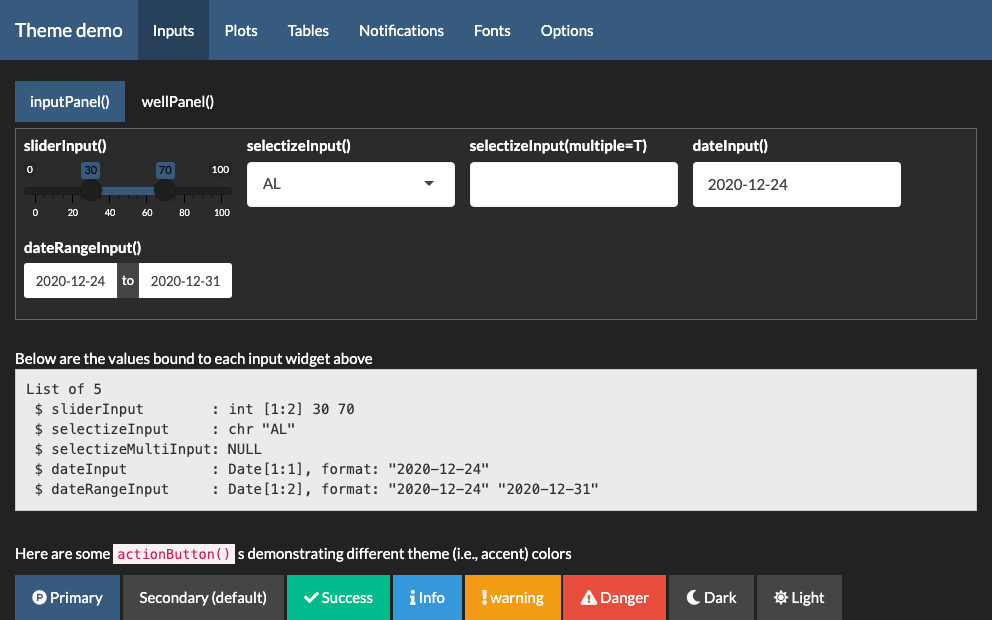 Theme demo Inputs Plots Tables Notifications Fonts Options
inputPanel() wellPanel()
sliderInput() selectizeInput() selectizeInput(multiple=T) dateInput()
0 30 70 100
AL 2020-12-24
0 20 40 60 80 100
dateRangeInput()
2020-12-24 to 2020-12-31
Below are the values bound to each input widget above
List of 5
$ sliderInput : int [1:2] 30 70
$ selectizeInput : chr "AL"
$ selectizeMultiInput: NULL
$ dateInput : Date[1:1], format: "2020-12-24"
$ dateRangeInput : Date[1:2], format: "2020-12-24" "2020-12-31"
Here are some actionButton() s demonstrating different theme (i.e., accent) colors
Primary Secondary (default) Success Info warning Danger Dark Light